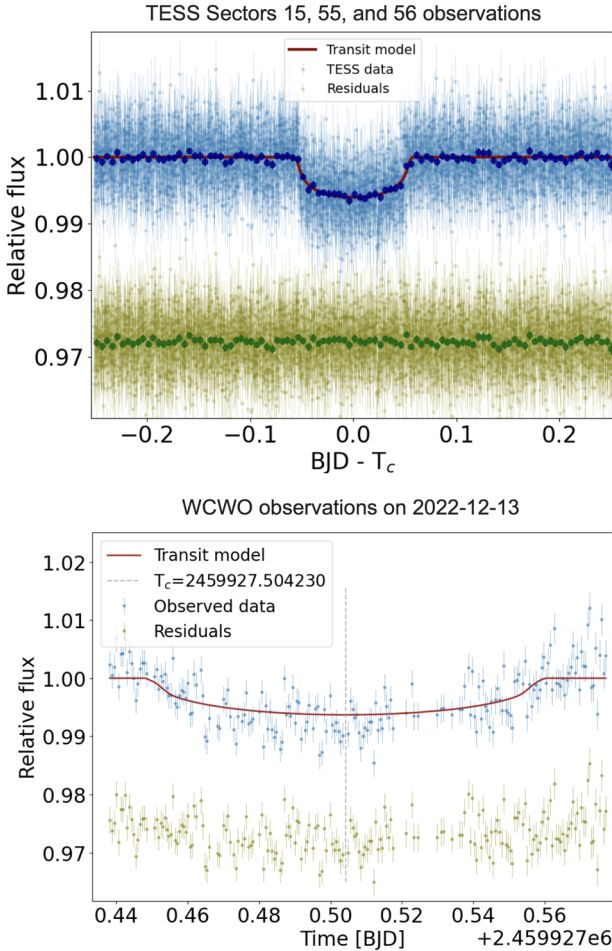 TESS Sectors 15, 55, and 56 observations
Transit model
TESS data
Residuals
1.01
1.00
0.99
0.98
0.97
Relative flux
−0.2 −0.1 0.0 0.1 0.2
BJD - Tc
WCWO observations on 2022-12-13
Transit model
Tc=2459927.504230
Observed data
Residuals
1.02
1.01
1.00
0.99
0.98
0.97
Relative flux
0.44 0.46 0.48 0.50 0.52 0.54 0.56
Time [BJD] +2.459927e6